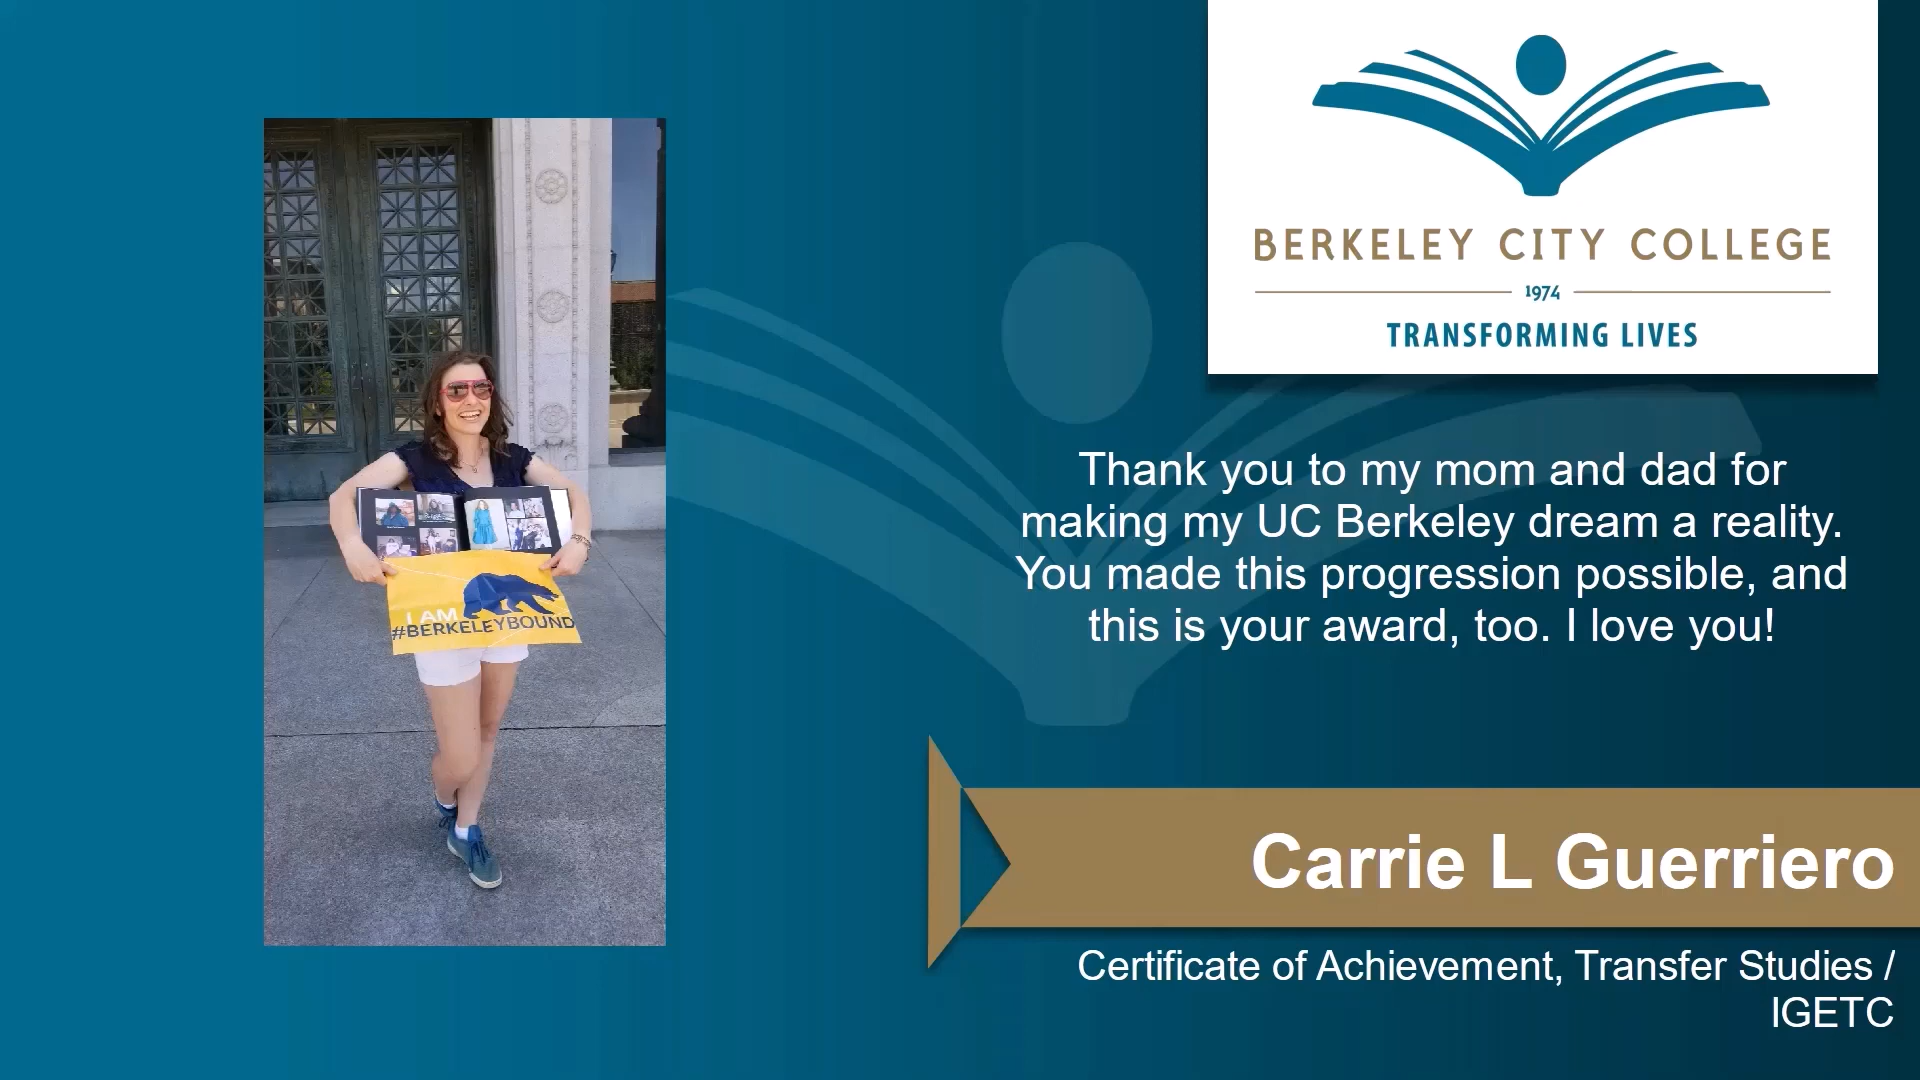 BERKELEY CITY COLLEGE
1974
TRANSFORMING LIVES
Thank you to my mom and dad for
making my UC Berkeley dream a reality.
You made this progression possible, and
this is your award, too. I love you!
I AM
#BERKELEYBOUND
Carrie L Guerriero
Certificate of Achievement, Transfer Studies /
IGETC